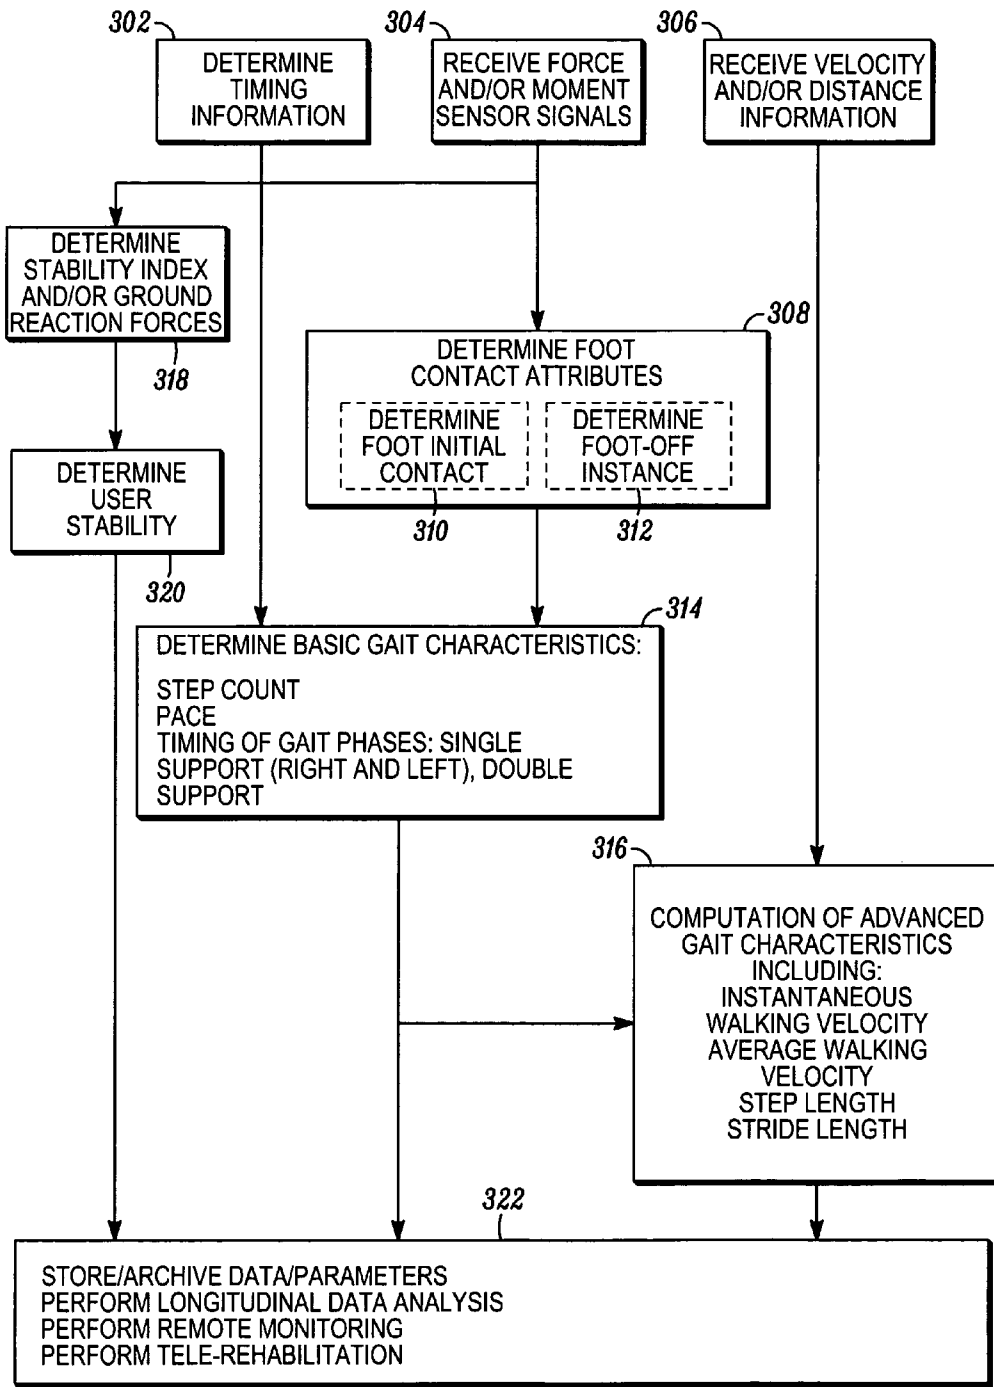 302
DETERMINE
TIMING
INFORMATION
304
RECEIVE FORCE
AND/OR MOMENT
SENSOR SIGNALS
306
RECEIVE VELOCITY
AND/OR DISTANCE
INFORMATION
DETERMINE
STABILITY INDEX
AND/OR GROUND
REACTION FORCES
318
308
DETERMINE FOOT
CONTACT ATTRIBUTES
DETERMINE
FOOT INITIAL
CONTACT
310
DETERMINE
FOOT-OFF
INSTANCE
312
DETERMINE
USER
STABILITY
320
314
DETERMINE BASIC GAIT CHARACTERISTICS:
STEP COUNT
PACE
TIMING OF GAIT PHASES: SINGLE
SUPPORT (RIGHT AND LEFT), DOUBLE
SUPPORT
316
COMPUTATION OF ADVANCED
GAIT CHARACTERISTICS
INCLUDING:
INSTANTANEOUS
WALKING VELOCITY
AVERAGE WALKING
VELOCITY
STEP LENGTH
STRIDE LENGTH
322
STORE/ARCHIVE DATA/PARAMETERS
PERFORM LONGITUDINAL DATA ANALYSIS
PERFORM REMOTE MONITORING
PERFORM TELE-REHABILITATION